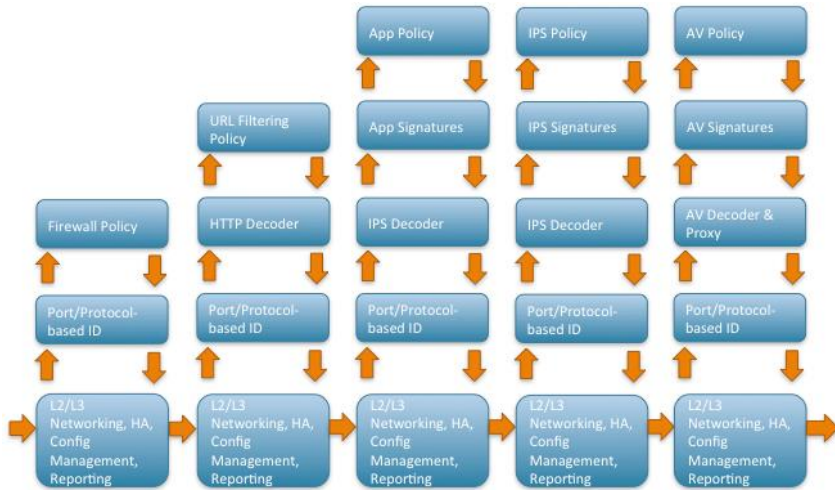 App Policy
IPS Policy
AV Policy
URL Filtering
Policy
App Signatures
IPS Signatures
AV Signatures
Firewall Policy
HTTP Decoder
IPS Decoder
IPS Decoder
AV Decoder &
Proxy
Port/Protocol-
based ID
Port/Protocol-
based ID
Port/Protocol-
based ID
Port/Protocol-
based ID
Port/Protocol-
based ID
L2/L3
Networking, HA,
Config
Management,
Reporting
L2/L3
Networking, HA,
Config
Management,
Reporting
L2/L3
Networking, HA,
Config
Management,
Reporting
L2/L3
Networking, HA,
Config
Management,
Reporting
L2/L3
Networking, HA,
Config
Management,
Reporting